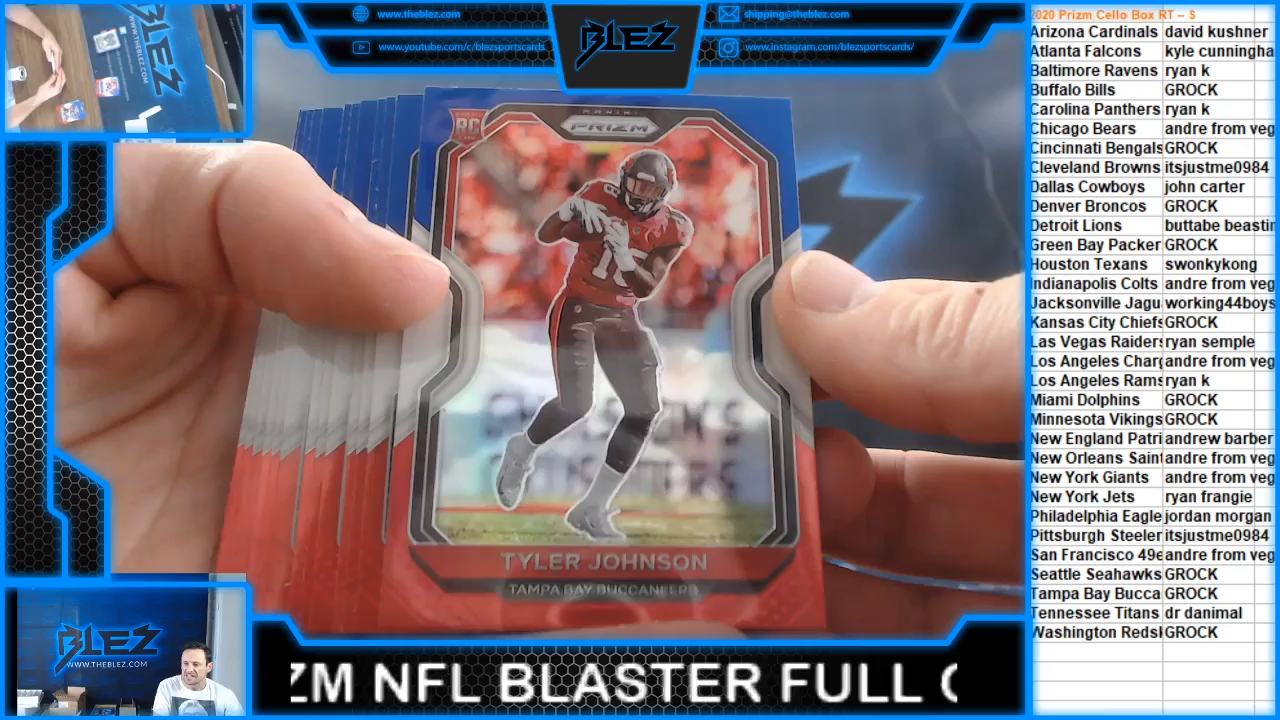 www.theblez.com
www.youtube.com/c/blezsportscards
BLEZ
shipping@theblez.com
www.instagram.com/blezsportscards/
2020 Prizm Cello Box RT – S
Arizona Cardinals david kushner
Atlanta Falcons kyle cunningha
Baltimore Ravens ryan k
Buffalo Bills GROCK
Carolina Panthers ryan k
Chicago Bears andre from veg
Cincinnati Bengals GROCK
Cleveland Browns itsjustme0984
Dallas Cowboys john carter
Denver Broncos GROCK
Detroit Lions buttabe beastin
Green Bay Packer GROCK
Houston Texans swonkykong
Indianapolis Colts andre from veg
Jacksonville Jagu working44boys
Kansas City Chiefs GROCK
Las Vegas Raiders ryan semple
Los Angeles Charg andre from veg
Los Angeles Rams ryan k
Miami Dolphins GROCK
Minnesota Vikings GROCK
New England Patri andrew barber
New Orleans Saint andre from veg
New York Giants andre from veg
New York Jets ryan frangie
Philadelphia Eagle jordan morgan
Pittsburgh Steeler itsjustme0984
San Francisco 49e andre from veg
Seattle Seahawks GROCK
Tampa Bay Bucca GROCK
Tennessee Titans dr danimal
Washington Redsk GROCK
RC
PANINI
PRIZM
TYLER JOHNSON
TAMPA BAY BUCCANEERS
BLEZ
BLEZ
WWW.THEBLEZ.COM
ZM NFL BLASTER FULL C